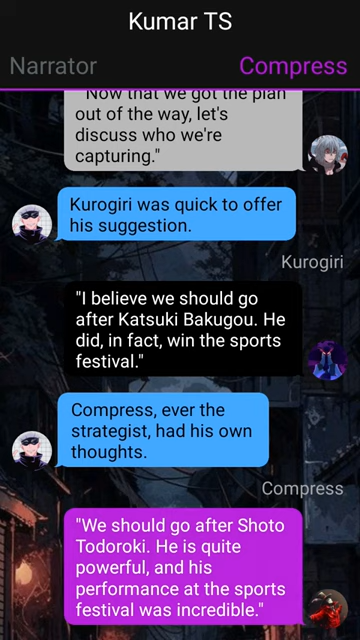 Kumar TS
Narrator
Compress
"Now that we got the plan
out of the way, let's
discuss who we're
capturing."
Kurogiri was quick to offer
his suggestion.
Kurogiri
"I believe we should go
after Katsuki Bakugou. He
did, in fact, win the sports
festival."
Compress, ever the
strategist, had his own
thoughts.
Compress
"We should go after Shoto
Todoroki. He is quite
powerful, and his
performance at the sports
festival was incredible."